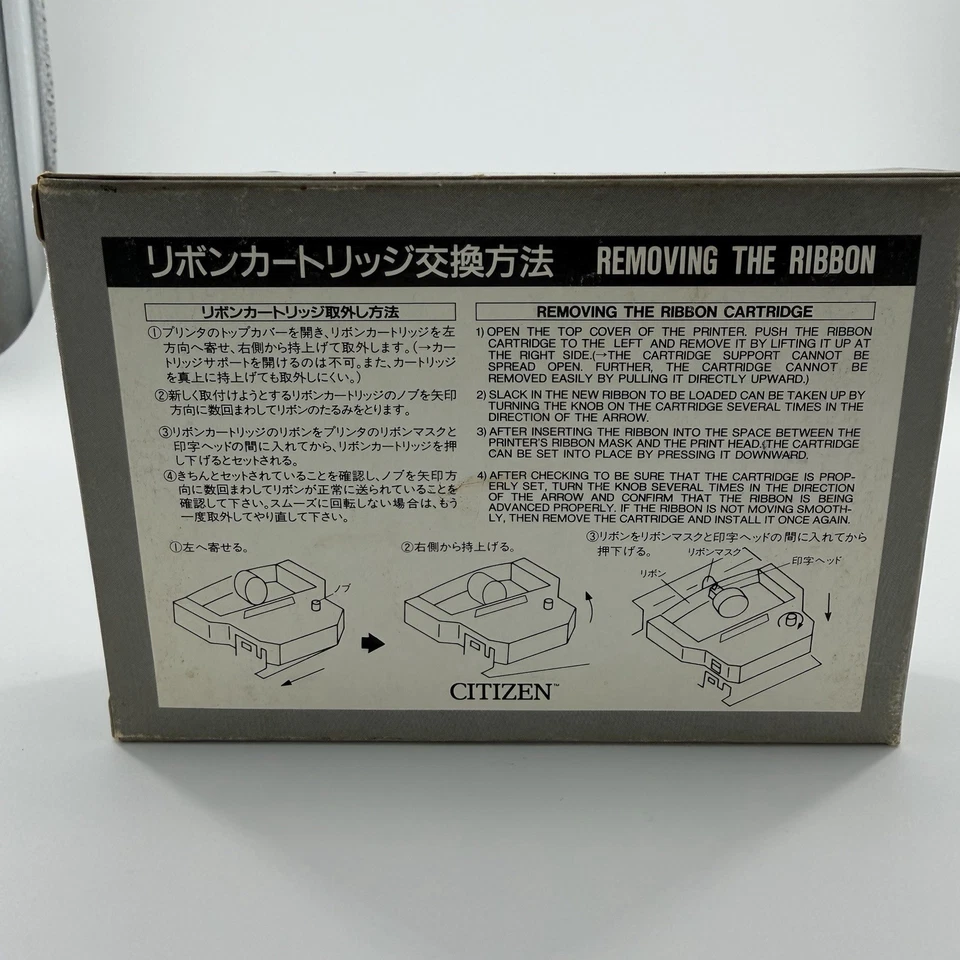 リボンカートリッジ交換方法 REMOVING THE RIBBON
リボンカートリッジ取外し方法
①プリンタのトップカバーを開き、リボンカートリッジを左
方向へ寄せ、右側から持上げて取外します。(→カー
トリッジサポートを開けるのは不可。また、カートリッジ
を真上に持上げても取外しにくい。)
②新しく取付けようとするリボンカートリッジのノブを矢印
方向に数回まわしてリボンのたるみをとります。
③リボンカートリッジのリボンをプリンタのリボンマスクと
印字ヘッドの間に入れてから、リボンカートリッジを押
し下げるとセットされる。
④きちんとセットされていることを確認し、ノブを矢印方
向に数回まわしてリボンが正常に送られていることを
確認して下さい。スムーズに回転しない場合は、もう
一度取外してやり直して下さい。
REMOVING THE RIBBON CARTRIDGE
1) OPEN THE TOP COVER OF THE PRINTER. PUSH THE RIBBON
CARTRIDGE TO THE LEFT AND REMOVE IT BY LIFTING IT UP AT
THE RIGHT SIDE.(→THE CARTRIDGE SUPPORT CANNOT BE
SPREAD OPEN. FURTHER, THE CARTRIDGE CANNOT BE
REMOVED EASILY BY PULLING IT DIRECTLY UPWARD.)
2) SLACK IN THE NEW RIBBON TO BE LOADED CAN BE TAKEN UP BY
TURNING THE KNOB ON THE CARTRIDGE SEVERAL TIMES IN THE
DIRECTION OF THE ARROW.
3) AFTER INSERTING THE RIBBON INTO THE SPACE BETWEEN THE
PRINTER'S RIBBON MASK AND THE PRINT HEAD.(THE CARTRIDGE
CAN BE SET INTO PLACE BY PRESSING IT DOWNWARD.
4) AFTER CHECKING TO BE SURE THAT THE CARTRIDGE IS PROP-
ERLY SET, TURN THE KNOB SEVERAL TIMES IN THE DIRECTION
OF THE ARROW AND CONFIRM THAT THE RIBBON IS BEING
ADVANCED PROPERLY. IF THE RIBBON IS NOT MOVING SMOOTH-
LY, THEN REMOVE THE CARTRIDGE AND INSTALL IT ONCE AGAIN.
①左へ寄せる。
ノブ
②右側から持上げる。
③リボンをリボンマスクと印字ヘッドの間に入れてから
押下げる。
リボンマスク
印字ヘッド
リボン
CITIZEN™